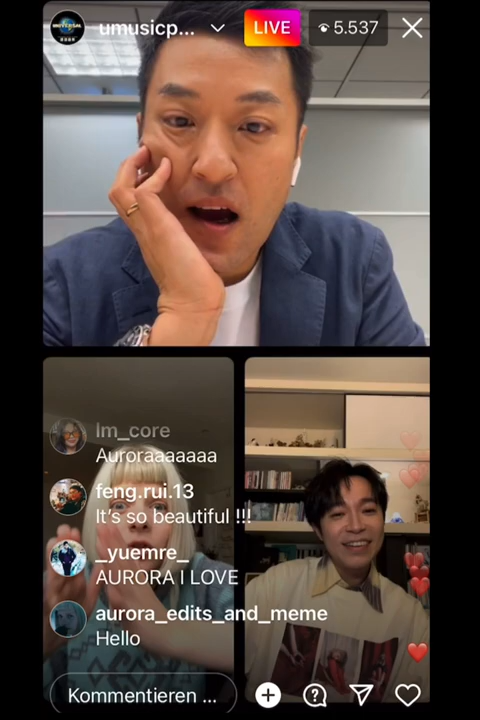 umusicp...
LIVE
5.537
lm_core
Auroraaaaaaa
feng.rui.13
It's so beautiful !!!
_yuemre_
AURORA I LOVE
aurora_edits_and_meme
Hello
Kommentieren ...